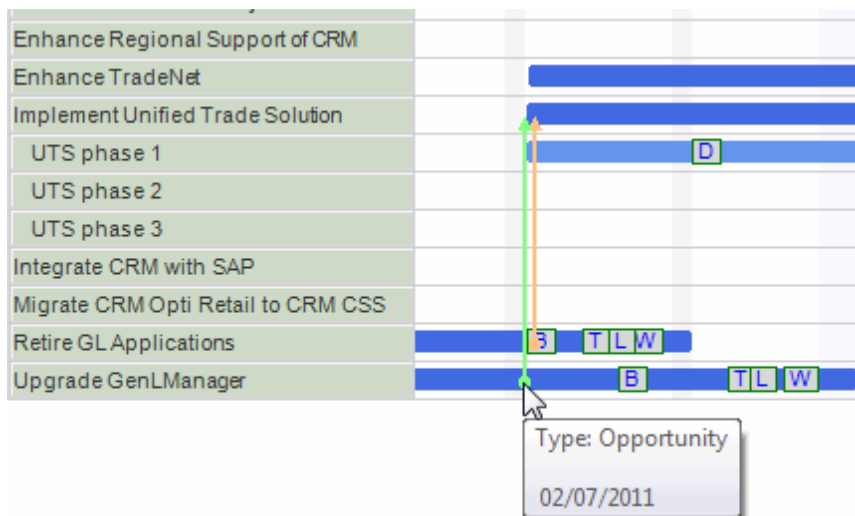 Enhance Regional Support of CRM
Enhance TradeNet
Implement Unified Trade Solution
UTS phase 1 D
UTS phase 2
UTS phase 3
Integrate CRM with SAP
Migrate CRM Opti Retail to CRM CSS
Retire GL Applications B T L W
Upgrade GenLManager B T L W
Type: Opportunity
02/07/2011